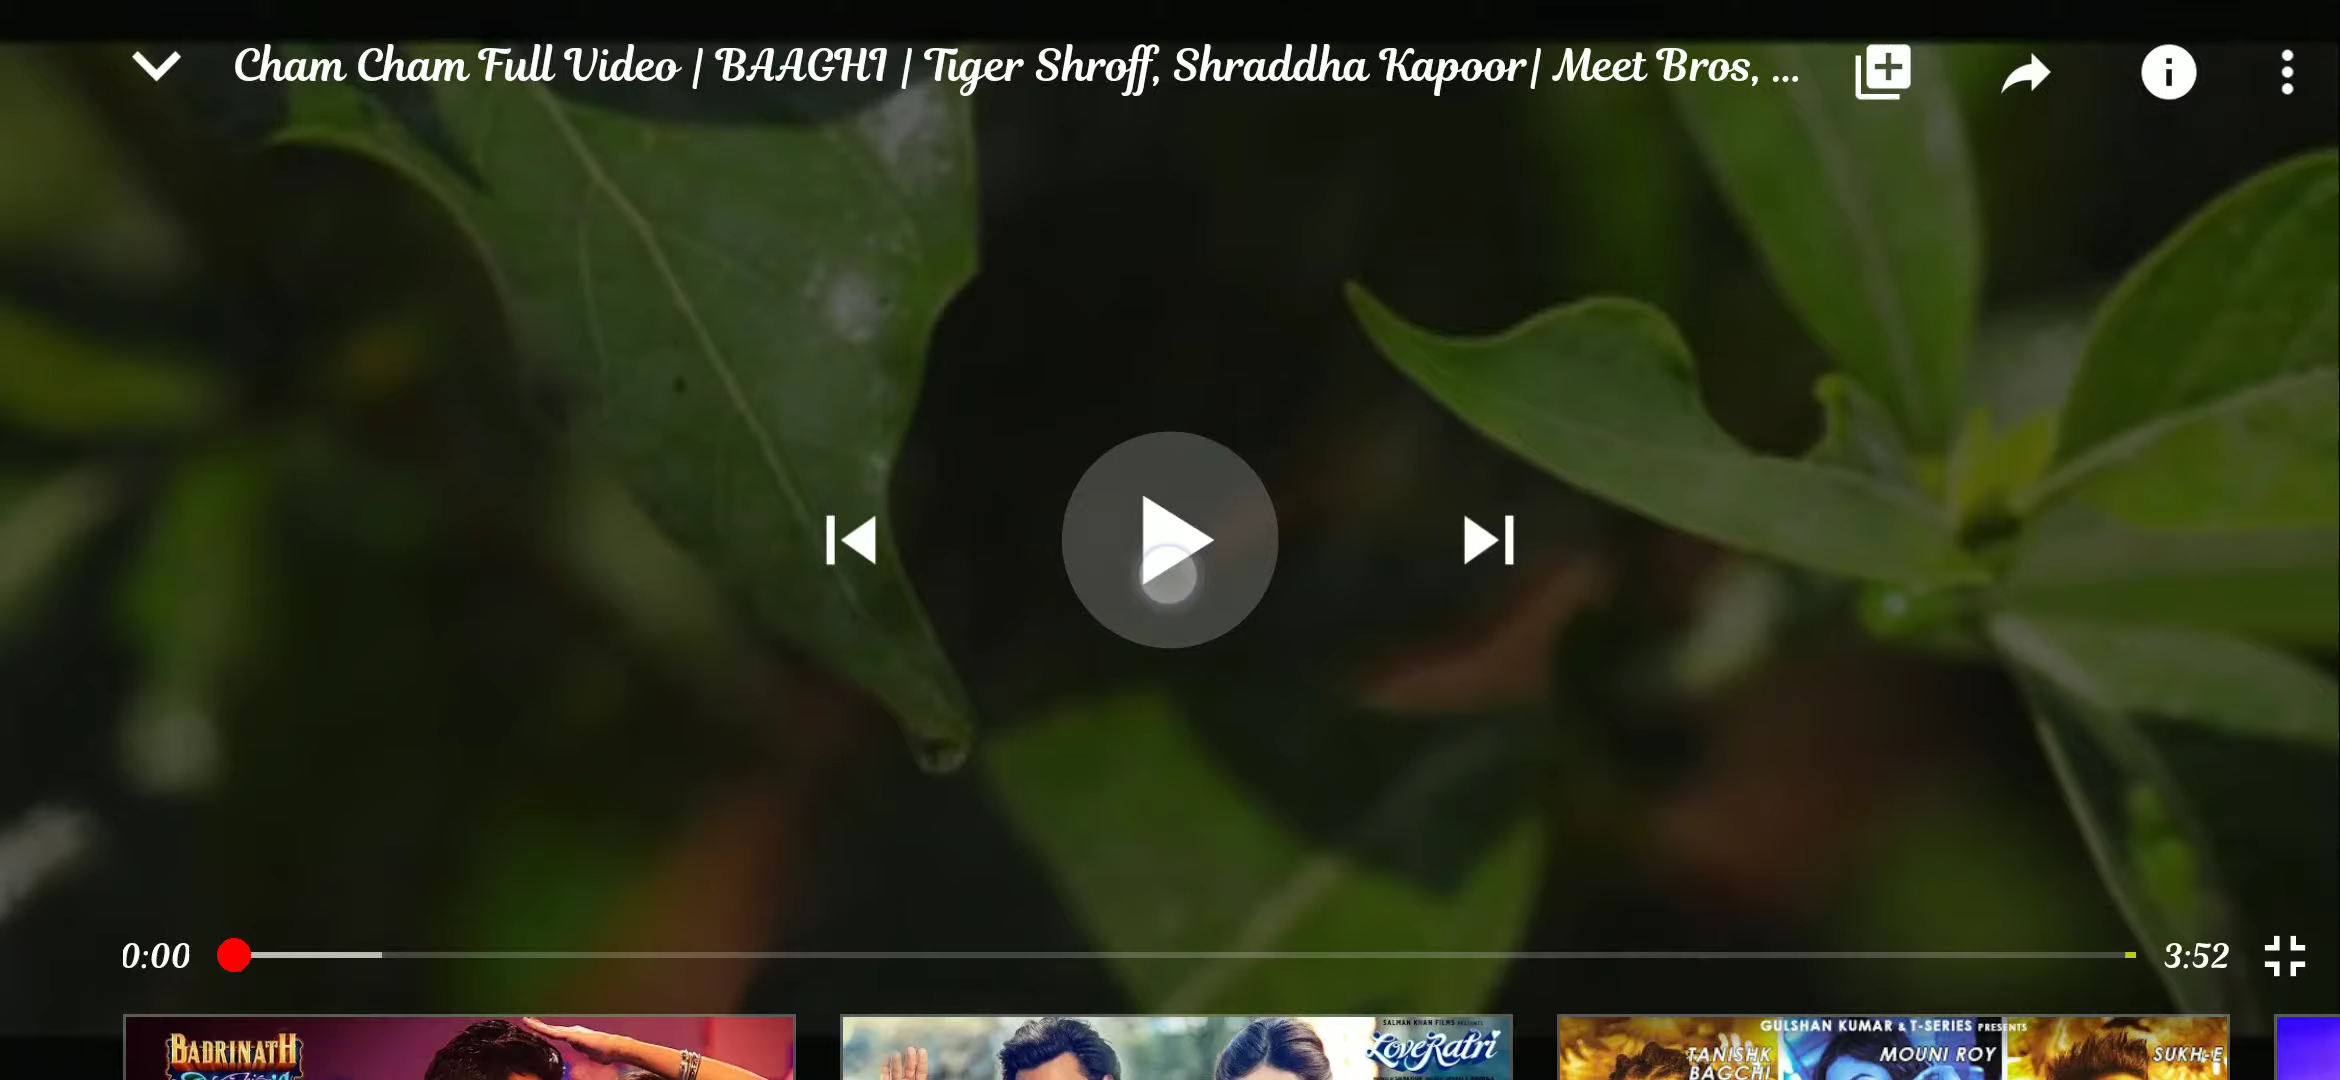 Cham Cham Full Video | BAAGHI | Tiger Shroff, Shraddha Kapoor| Meet Bros, ...
0:00
3:52
BADRINATH
SALMAN KHAN FILMS PRESENTS
LoveRatri
GULSHAN KUMAR & T-SERIES PRESENTS
TANISHK
BAGCHI
MOUNI ROY
SUKH-E